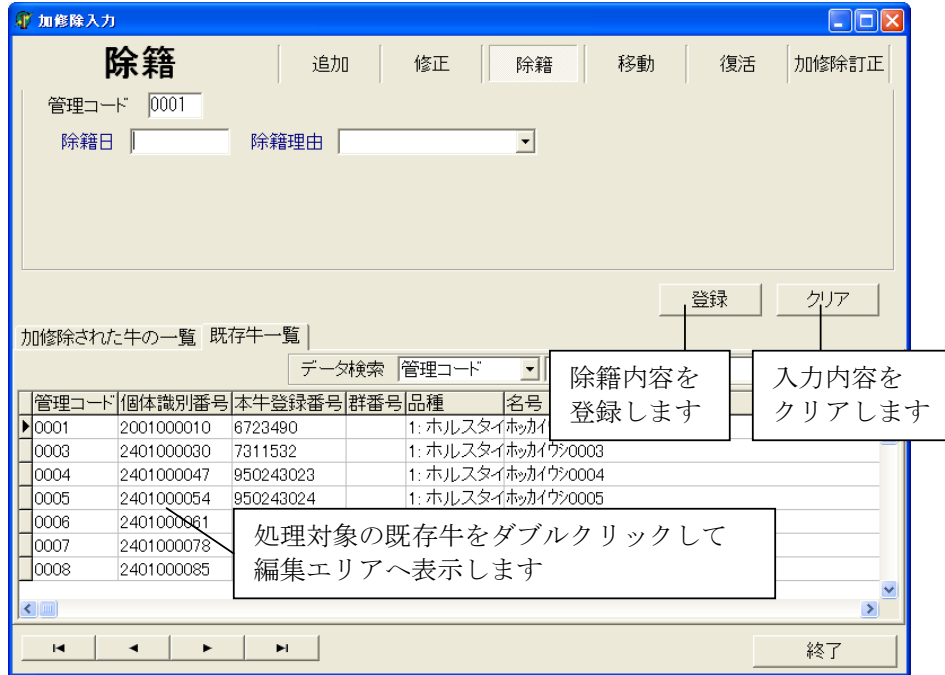 加修除入力
除籍 追加 修正 除籍 移動 復活 加修除訂正
管理コード 0001
除籍日 除籍理由
登録 クリア
加修除された牛の一覧 既存牛一覧
データ検索 管理コード
除籍内容を
登録します
入力内容を
クリアします
管理コード 個体識別番号 本牛登録番号 群番号 品種 名号
0001 2001000010 6723490 1: ホルスタイ ホッカイウ
0003 2401000030 7311532 1: ホルスタイ ホッカイウシ0003
0004 2401000047 950243023 1: ホルスタイ ホッカイウシ0004
0005 2401000054 950243024 1: ホルスタイ ホッカイウシ0005
0006 2401000061
0007 2401000078
0008 2401000085
処理対象の既存牛をダブルクリックして
編集エリアへ表示します
終了